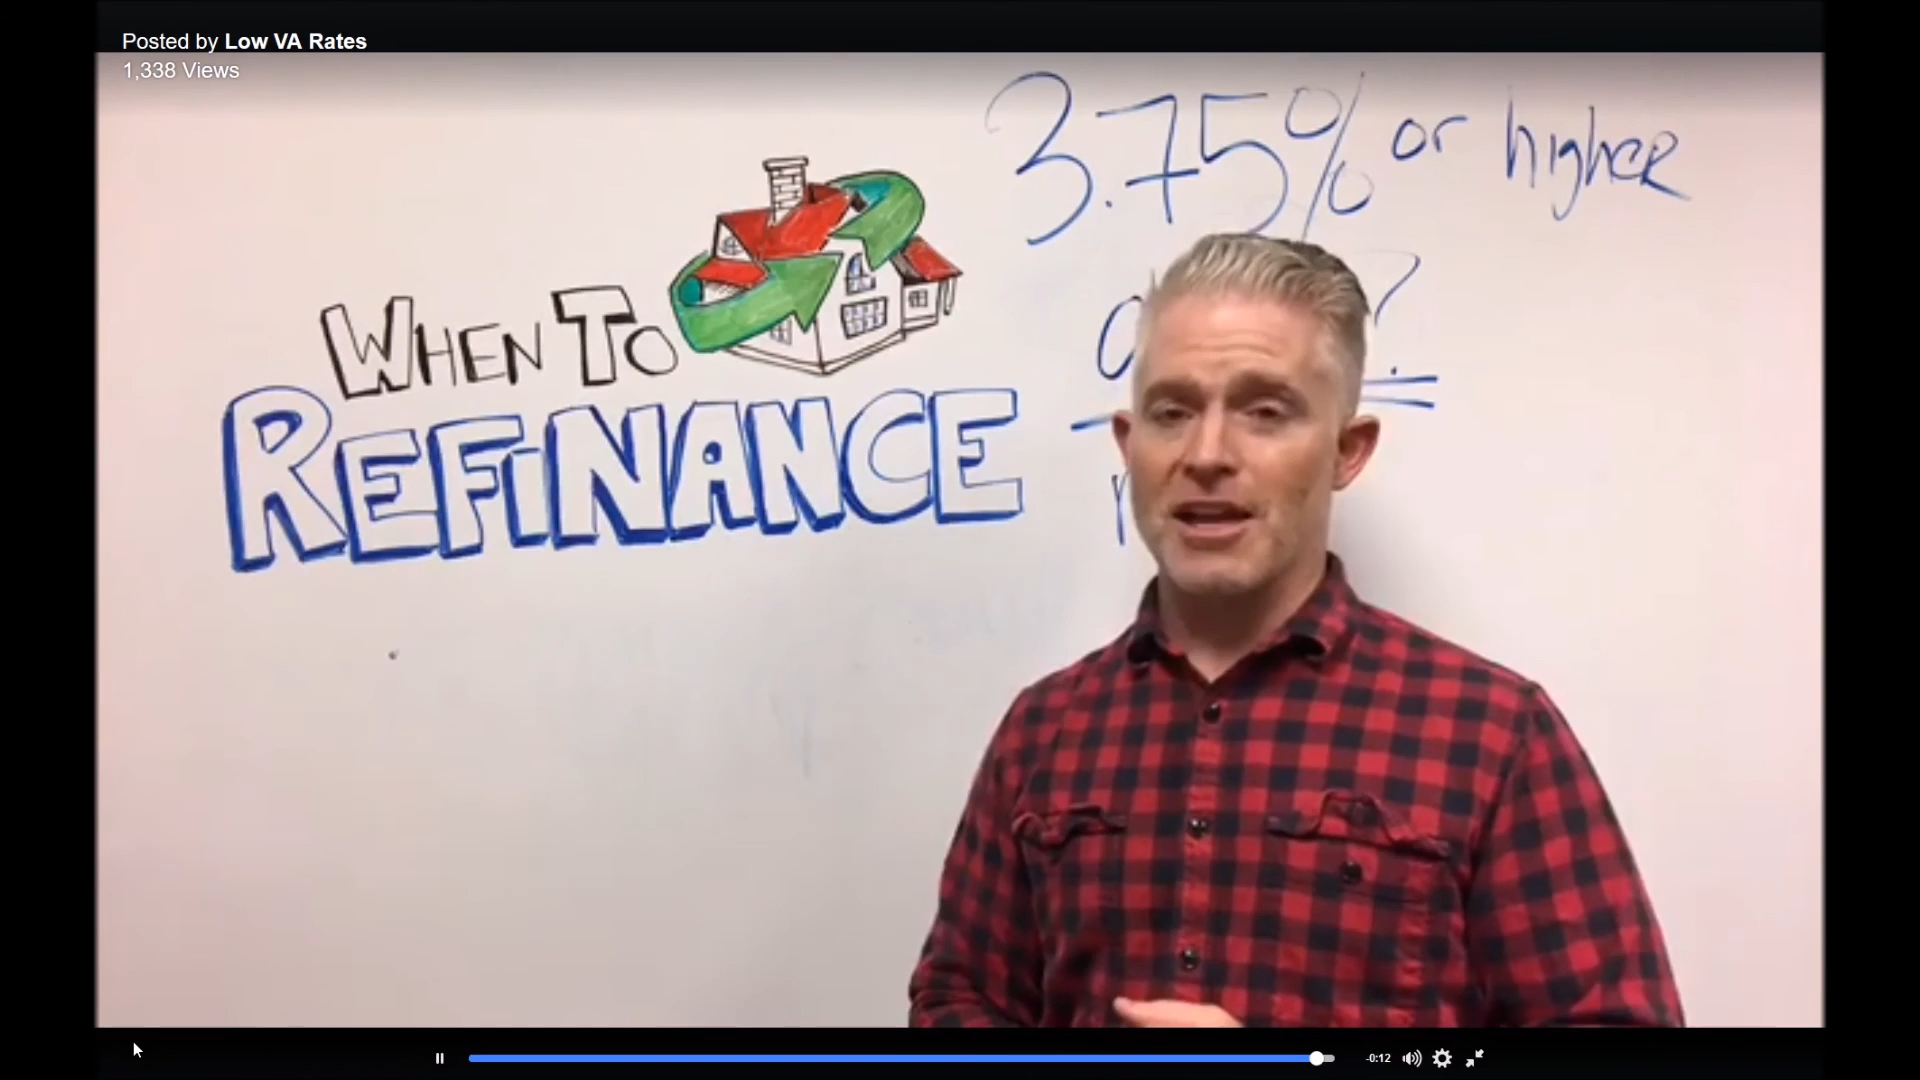 Posted by Low VA Rates
1,338 Views
3.75% or higher
?
WHEN TO
REFiNANCE
-0:12